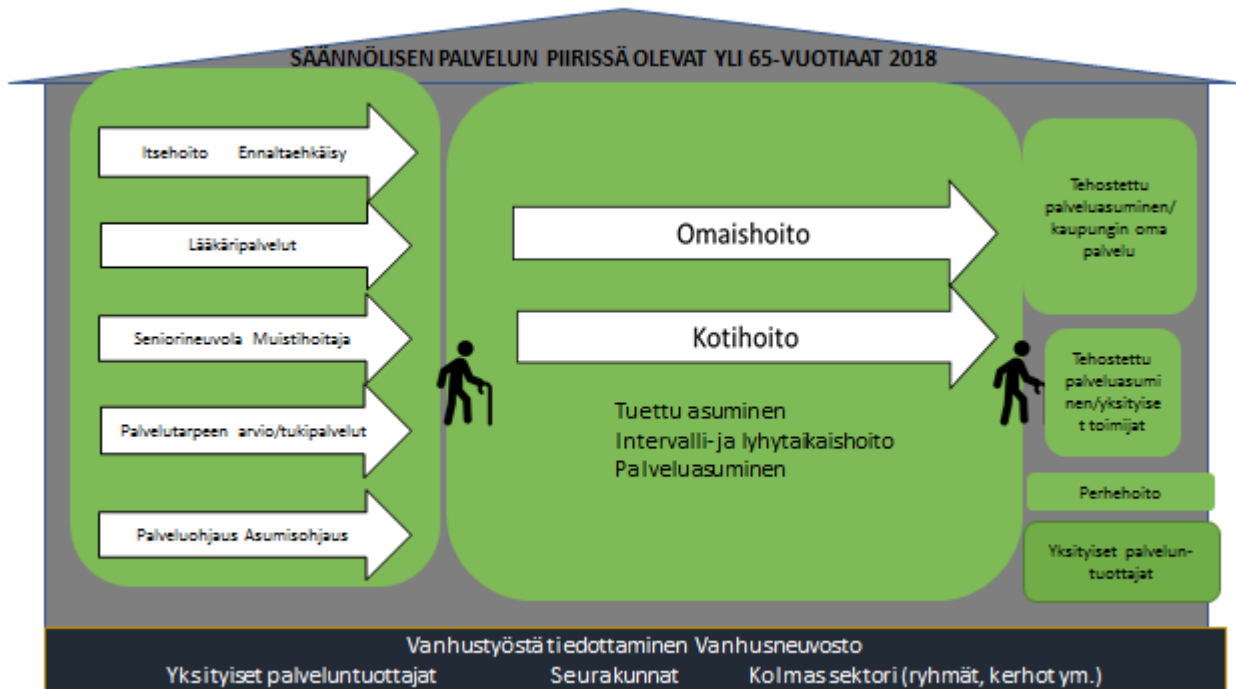 SÄÄNNÖLISEN PALVELUN PIIRISSÄ OLEVAT YLI 65-VUOTIAAT 2018
Itsehoito Ennaltaehkäisy
Lääkäripalvelut
Seniorineuvola Muistihoitaja
Palvelutarpeen arvio/tukipalvelut
Palveluohjaus Asumisohjaus
Omaishoito
Kotihoito
Tuettu asuminen
Intervalli- ja lyhytaikaishoito
Palveluasuminen
Tehostettu
palveluasuminen/
kaupungin oma
palvelu
Tehostettu
palveluasumi
nen/yksityise
t toimijat
Perhehoito
Yksityiset palvelun-
tuottajat
Vanhustyöstä tiedottaminen Vanhusneuvosto
Yksityiset palveluntuottajat Seurakunnat Kolmas sektori (ryhmät, kerhot ym.)